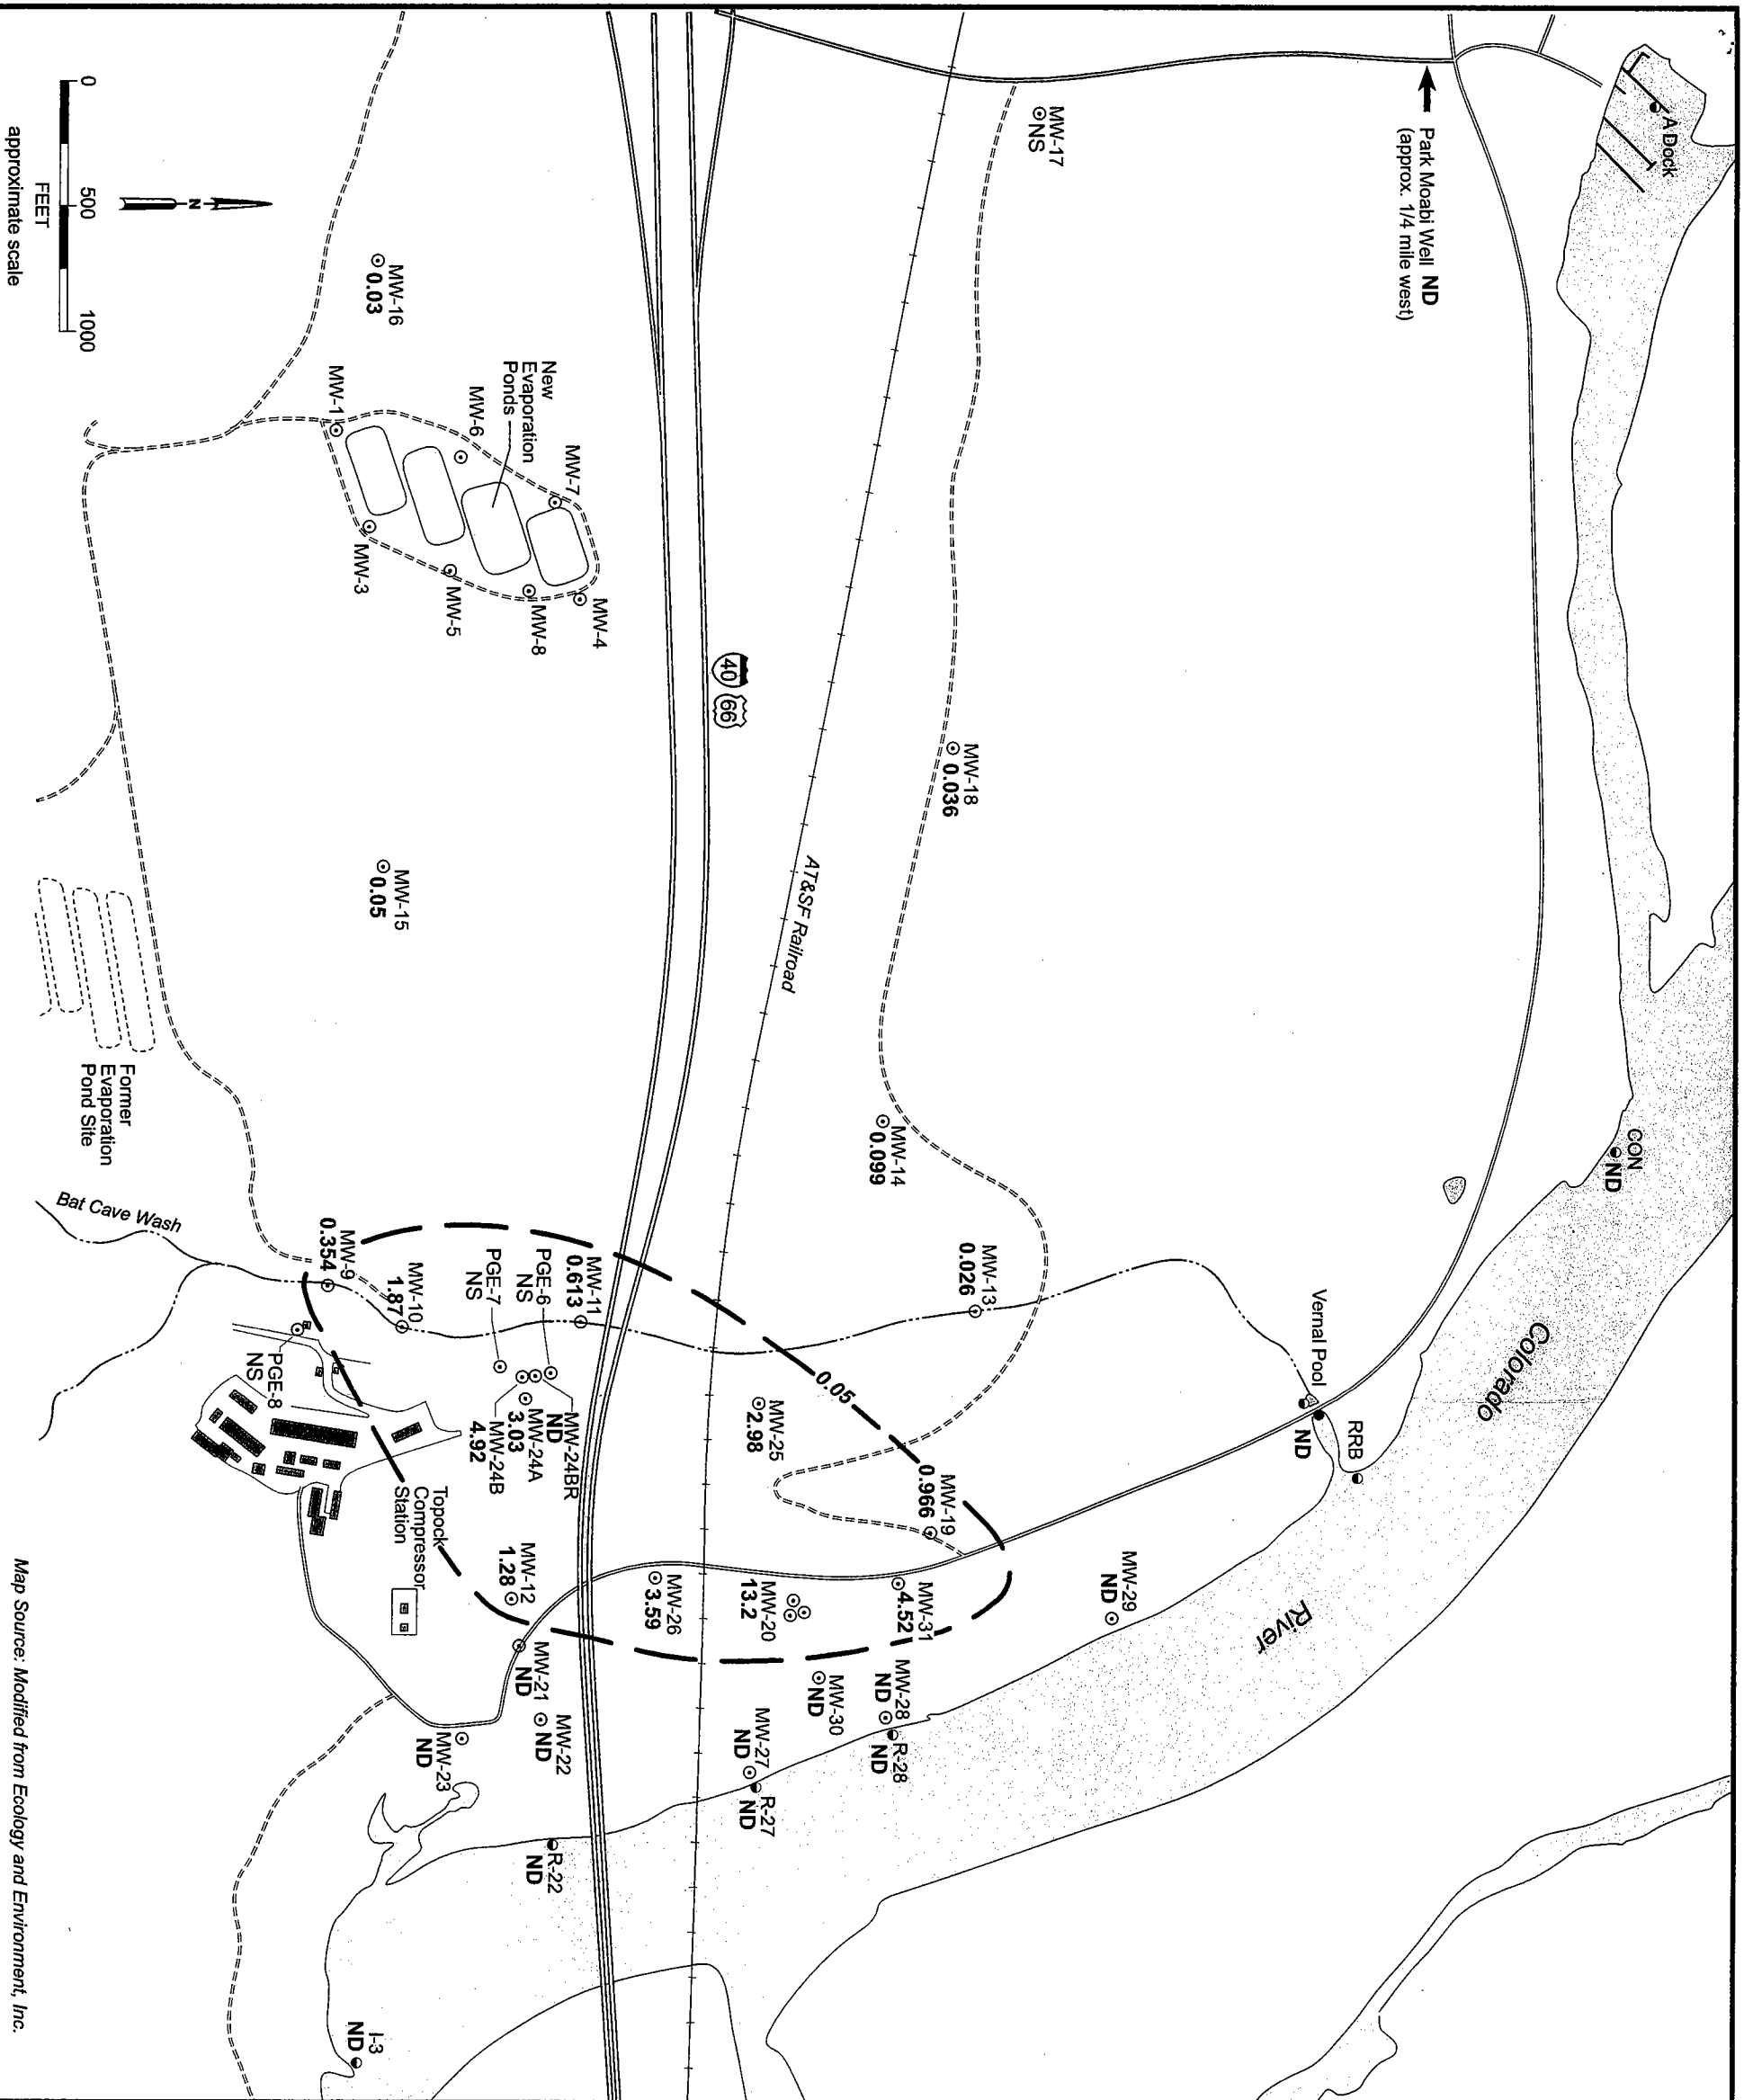 A Dock
Park Moabi Well ND
(approx. 1/4 mile west)
MW-17
NS
0
500
1000
FEET
approximate scale
N
MW-16
0.03
New
Evaporation
Ponds
MW-1
MW-6
MW-7
MW-3
MW-5
MW-8
MW-4
40
66
MW-18
0.036
AT&SF Railroad
MW-15
0.05
Former
Evaporation
Pond Site
Bat Cave Wash
MW-14
0.099
CON
ND
MW-13
0.026
Vernal Pool
ND
RRB
Colorado
River
MW-9
0.354
MW-10
1.87
MW-11
0.613
PGE-6
NS
PGE-7
NS
PGE-8
NS
MW-24BR
ND
MW-24A
3.03
MW-24B
4.92
0.05
MW-25
2.98
MW-19
0.966
Topock
Compressor
Station
MW-12
1.28
MW-26
3.59
MW-20
13.2
MW-31
4.52
MW-29
ND
MW-21
ND
MW-22
ND
MW-23
ND
MW-30
ND
MW-28
ND
R-28
ND
MW-27
ND
R-27
ND
R-22
ND
I-3
ND
Map Source: Modified from Ecology and Environment, Inc.